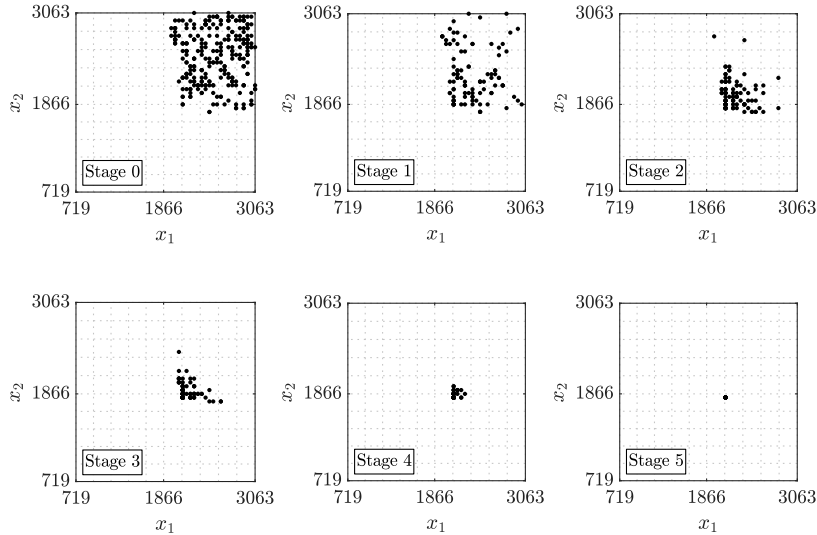 3063
x₂
1866
Stage 0
719
719 1866 3063
x₁
3063
x₂
1866
Stage 1
719
719 1866 3063
x₁
3063
x₂
1866
Stage 2
719
719 1866 3063
x₁
3063
x₂
1866
Stage 3
719
719 1866 3063
x₁
3063
x₂
1866
Stage 4
719
719 1866 3063
x₁
3063
x₂
1866
Stage 5
719
719 1866 3063
x₁